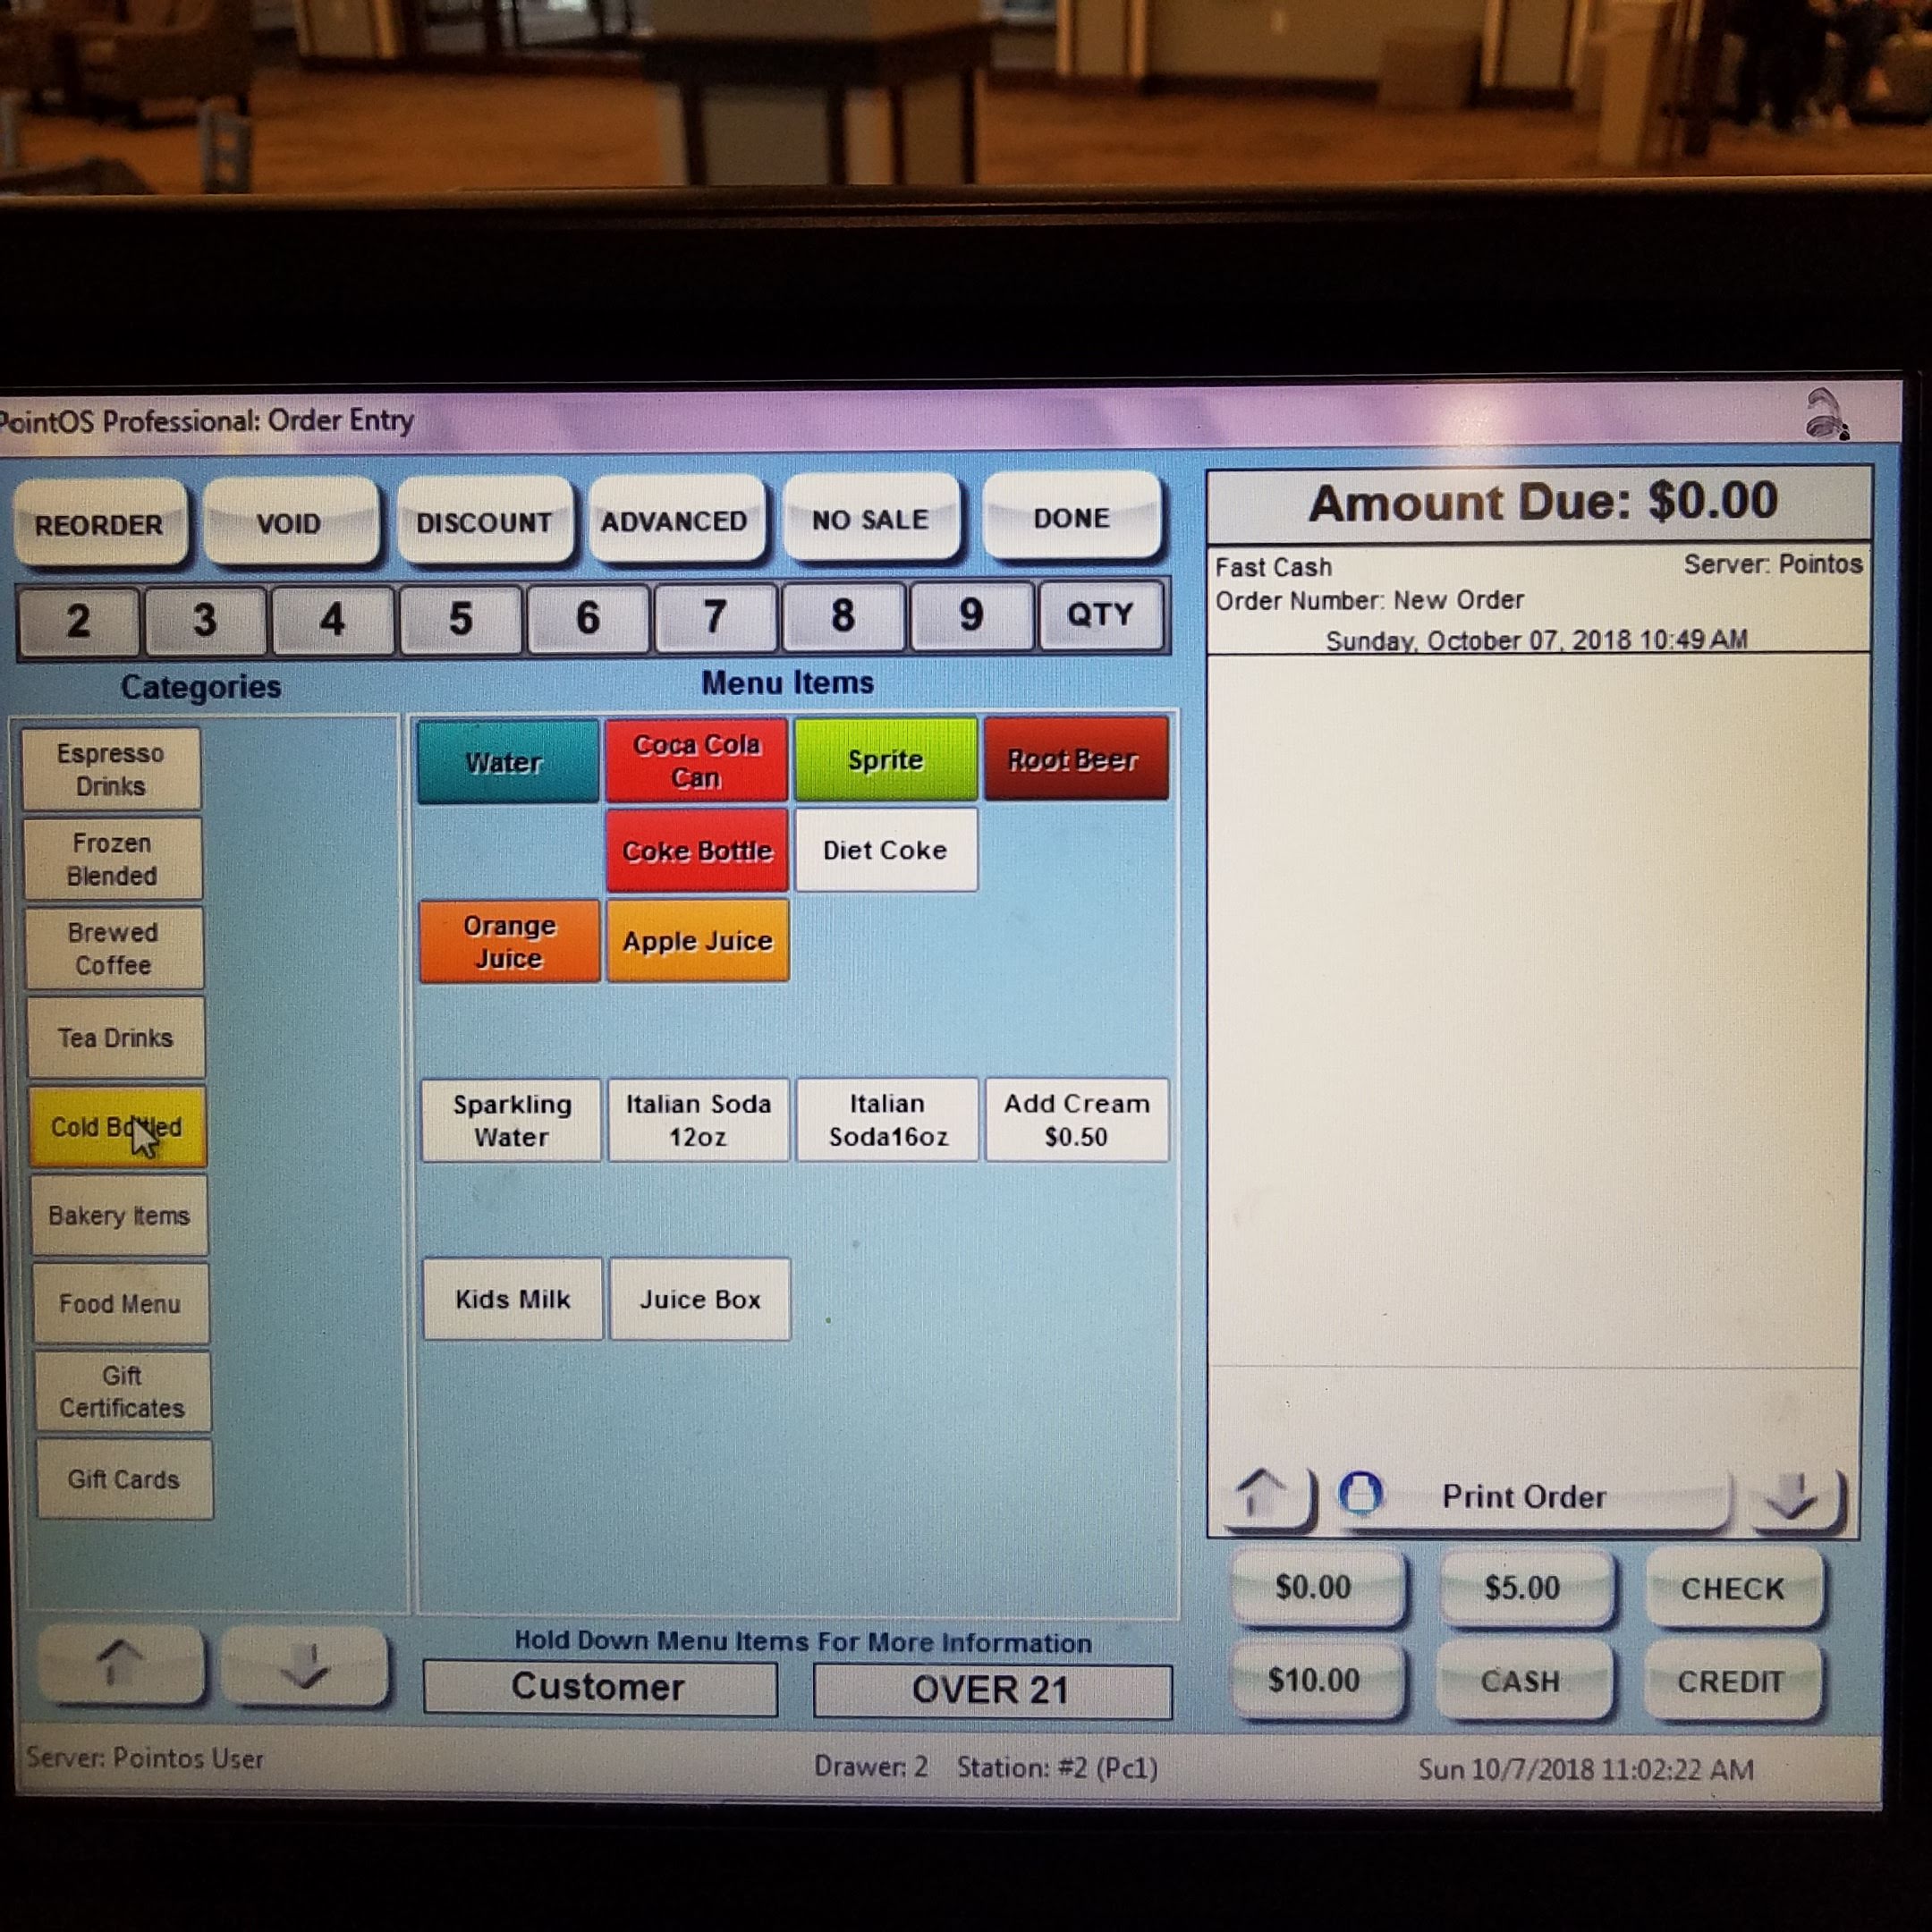 PointOS Professional: Order Entry
REORDER VOID DISCOUNT ADVANCED NO SALE DONE
2 3 4 5 6 7 8 9 QTY
Categories
Espresso
Drinks
Frozen
Blended
Brewed
Coffee
Tea Drinks
Cold Bottled
Bakery Items
Food Menu
Gift
Certificates
Gift Cards
Menu Items
Water
Coca Cola
Can
Sprite
Root Beer
Coke Bottle
Diet Coke
Orange
Juice
Apple Juice
Sparkling
Water
Italian Soda
12oz
Italian
Soda16oz
Add Cream
$0.50
Kids Milk
Juice Box
Hold Down Menu Items For More Information
Customer
OVER 21
Amount Due: $0.00
Fast Cash
Server: Pointos
Order Number: New Order
Sunday, October 07, 2018 10:49 AM
Print Order
$0.00 $5.00 CHECK
$10.00 CASH CREDIT
Server: Pointos User
Drawer: 2 Station: #2 (Pc1)
Sun 10/7/2018 11:02:22 AM